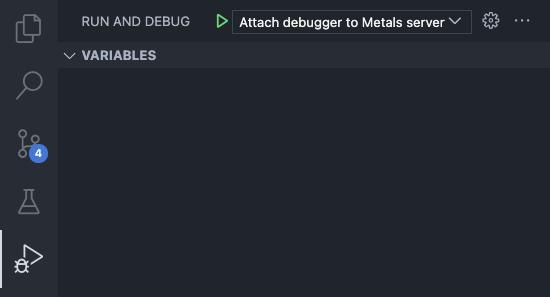 RUN AND DEBUG
Attach debugger to Metals server
VARIABLES
4